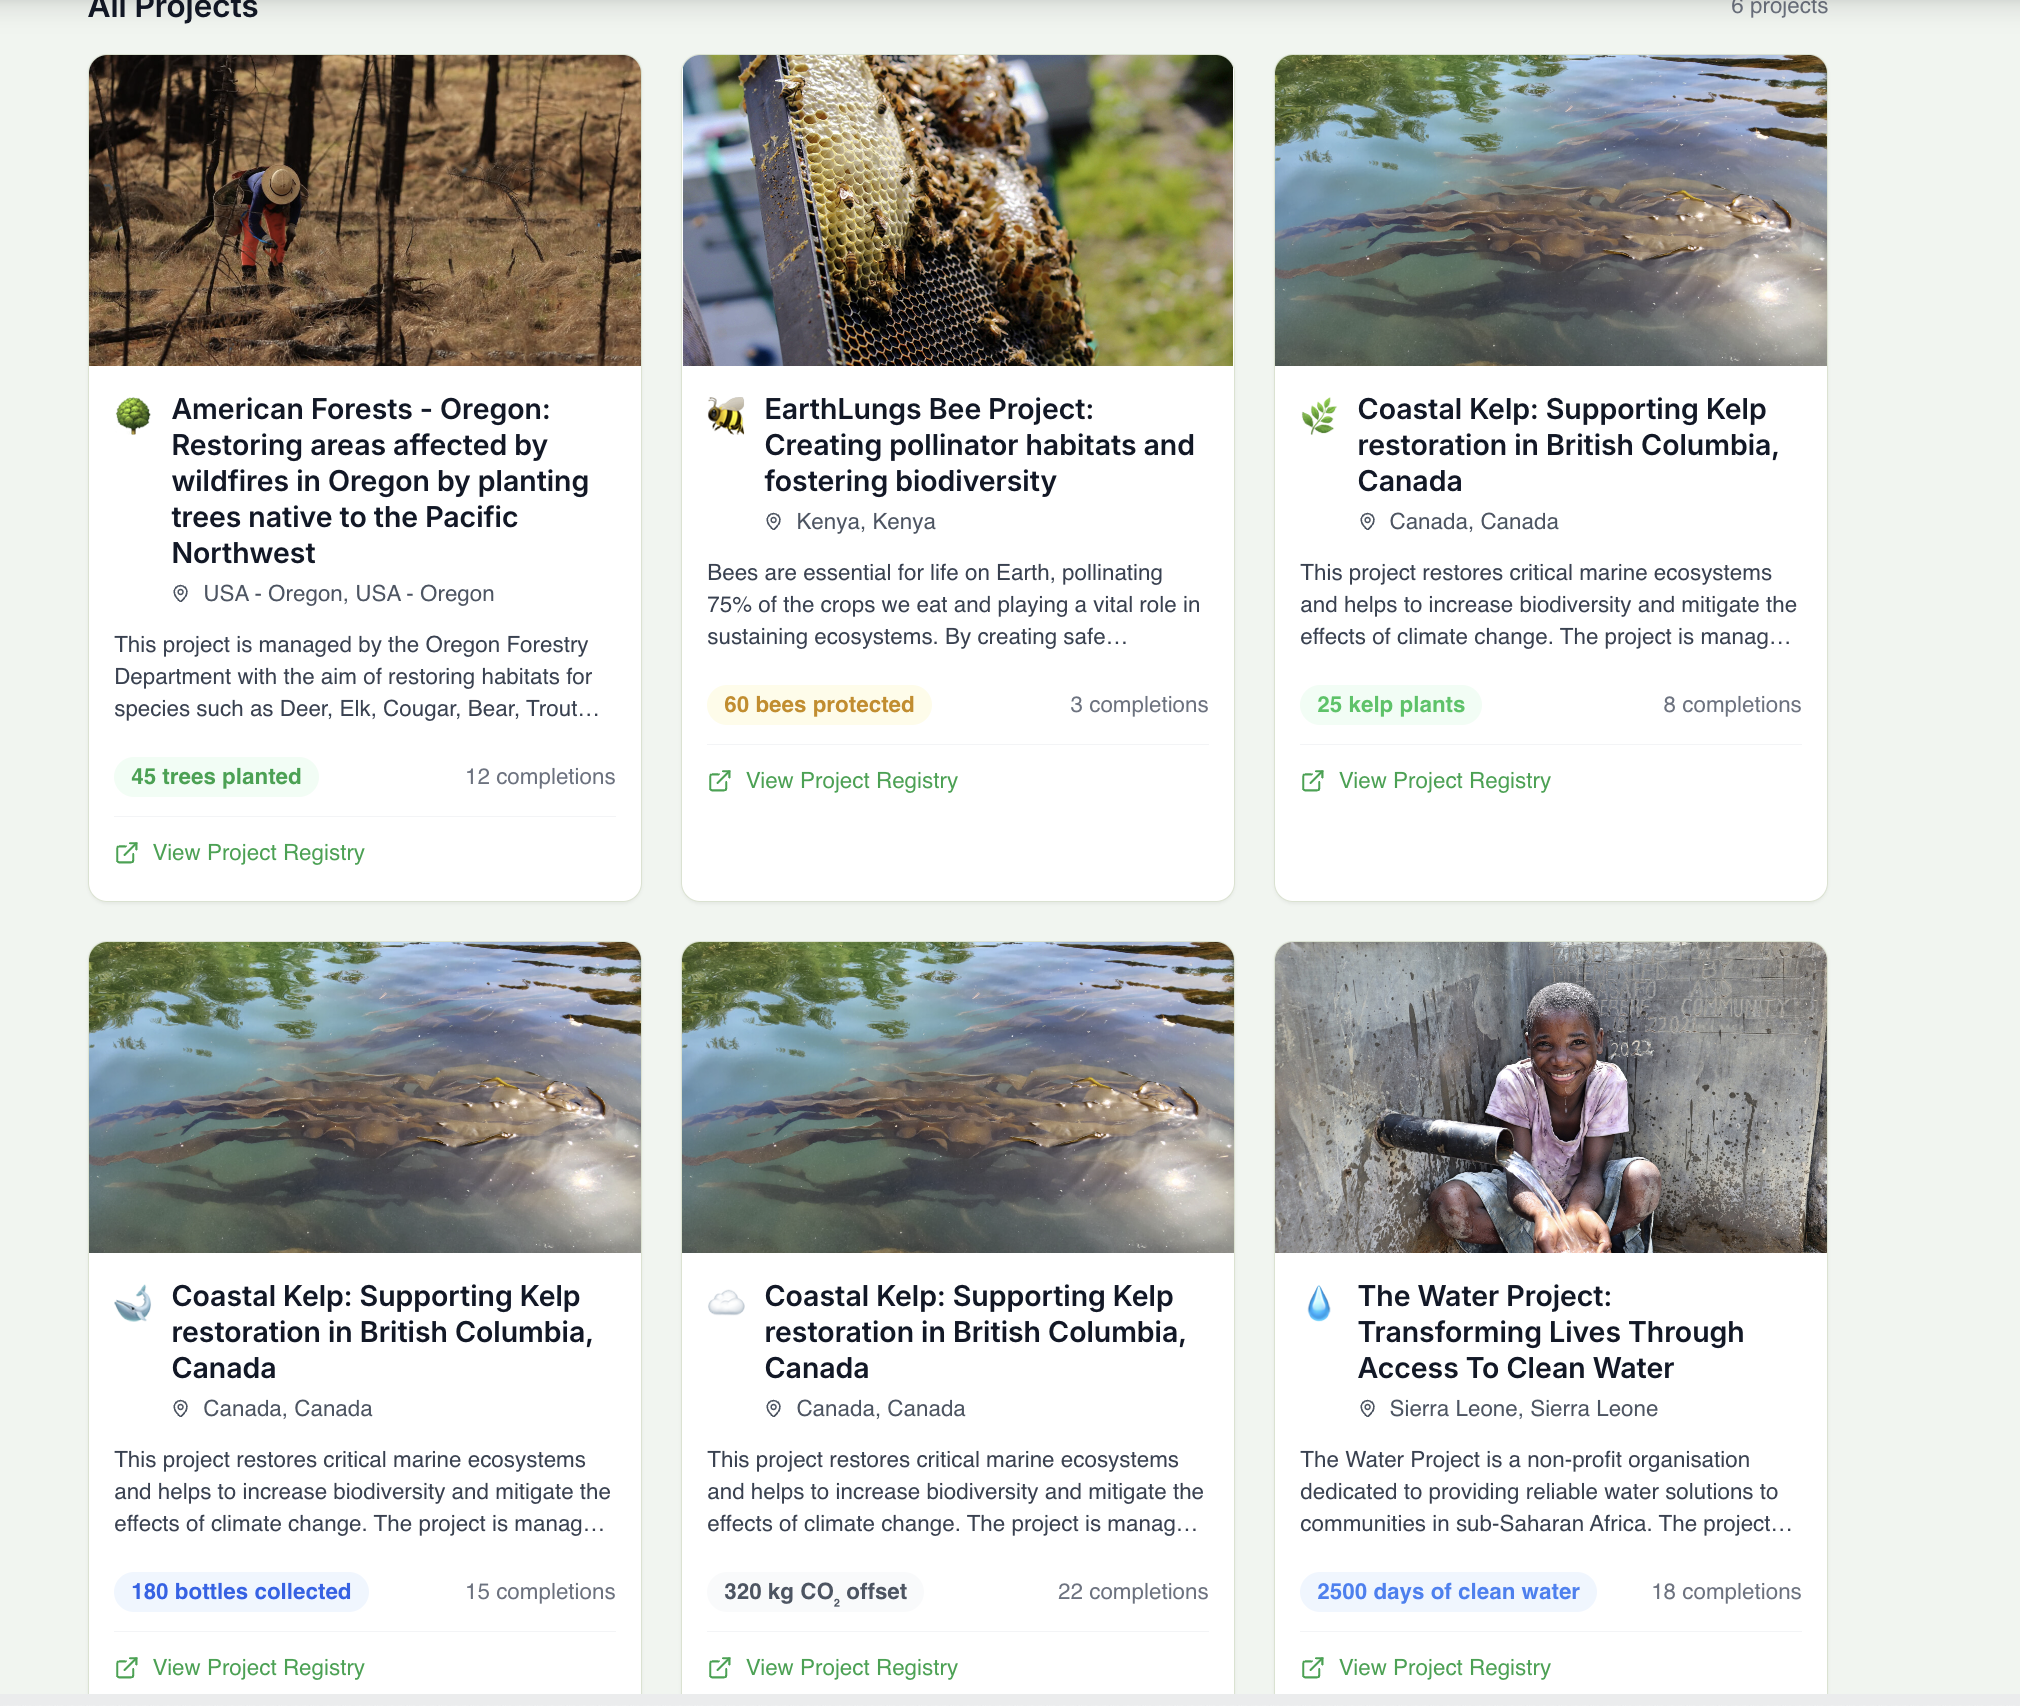 All Projects
6 projects
American Forests - Oregon:
Restoring areas affected by
wildfires in Oregon by planting
trees native to the Pacific
Northwest
USA - Oregon, USA - Oregon
This project is managed by the Oregon Forestry
Department with the aim of restoring habitats for
species such as Deer, Elk, Cougar, Bear, Trout…
45 trees planted
12 completions
View Project Registry
EarthLungs Bee Project:
Creating pollinator habitats and
fostering biodiversity
Kenya, Kenya
Bees are essential for life on Earth, pollinating
75% of the crops we eat and playing a vital role in
sustaining ecosystems. By creating safe…
60 bees protected
3 completions
View Project Registry
Coastal Kelp: Supporting Kelp
restoration in British Columbia,
Canada
Canada, Canada
This project restores critical marine ecosystems
and helps to increase biodiversity and mitigate the
effects of climate change. The project is manag…
25 kelp plants
8 completions
View Project Registry
Coastal Kelp: Supporting Kelp
restoration in British Columbia,
Canada
Canada, Canada
This project restores critical marine ecosystems
and helps to increase biodiversity and mitigate the
effects of climate change. The project is manag…
180 bottles collected
15 completions
View Project Registry
Coastal Kelp: Supporting Kelp
restoration in British Columbia,
Canada
Canada, Canada
This project restores critical marine ecosystems
and helps to increase biodiversity and mitigate the
effects of climate change. The project is manag…
320 kg CO₂ offset
22 completions
View Project Registry
COMMUNITY
2022
The Water Project:
Transforming Lives Through
Access To Clean Water
Sierra Leone, Sierra Leone
The Water Project is a non-profit organisation
dedicated to providing reliable water solutions to
communities in sub-Saharan Africa. The project…
2500 days of clean water
18 completions
View Project Registry